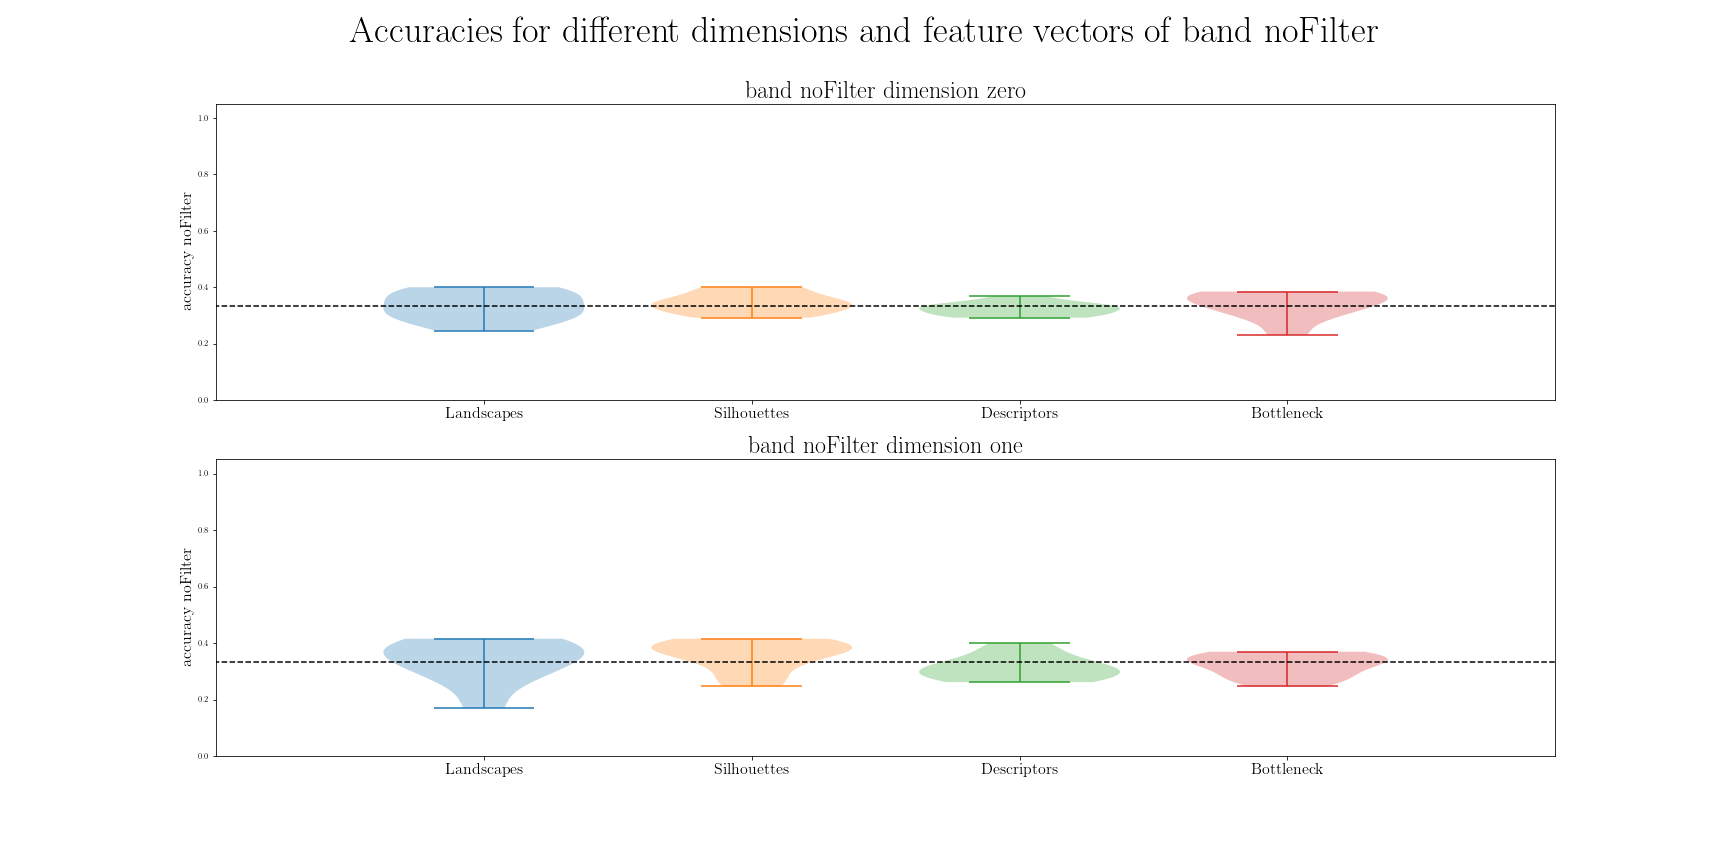 Accuracies for different dimensions and feature vectors of band noFilter
band noFilter dimension zero
accuracy noFilter
1.0
0.8
0.6
0.4
0.2
0.0
Landscapes Silhouettes Descriptors Bottleneck
band noFilter dimension one
accuracy noFilter
1.0
0.8
0.6
0.4
0.2
0.0
Landscapes Silhouettes Descriptors Bottleneck